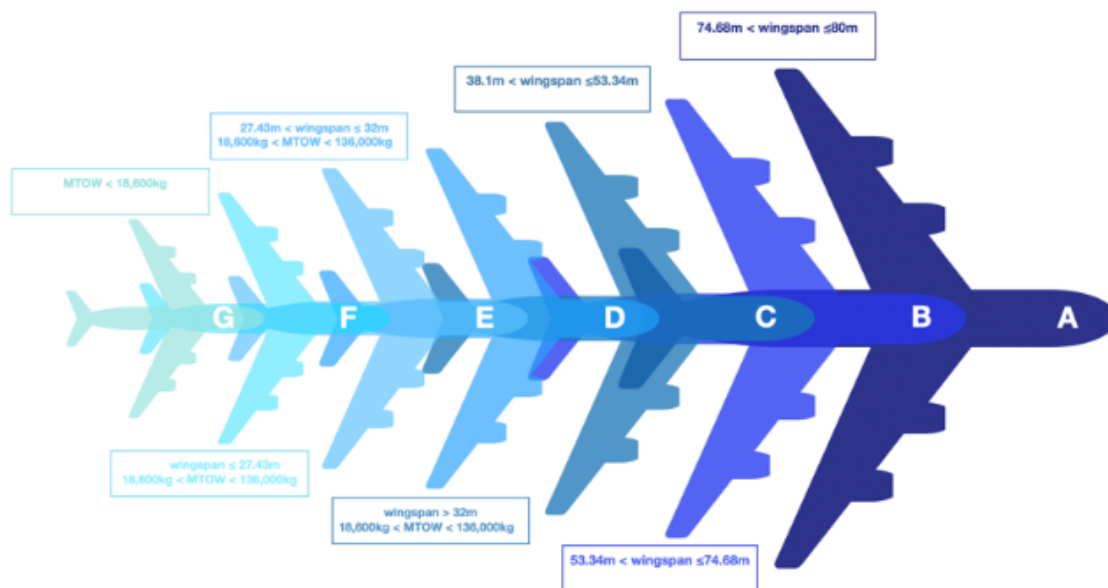 74.68m < wingspan ≤80m
38.1m < wingspan ≤53.34m
27.43m < wingspan ≤ 32m
18,600kg < MTOW < 136,000kg
MTOW < 18,600kg
G F E D C B A
wingspan ≤ 27.43m
18,600kg < MTOW < 136,000kg
wingspan > 32m
18,600kg < MTOW < 136,000kg
53.34m < wingspan ≤74.68m